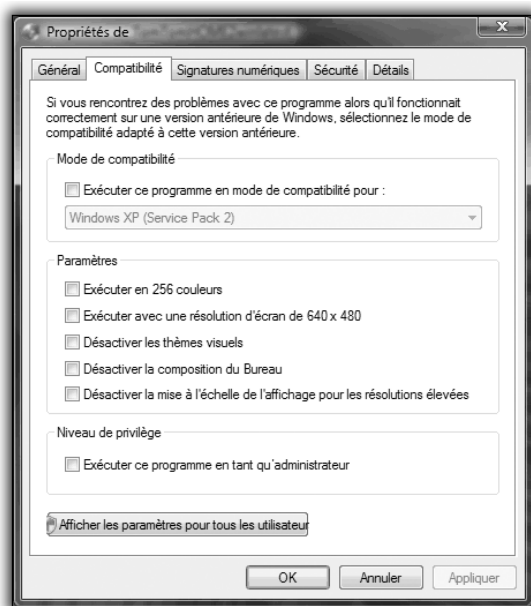 Propriétés de
Général Compatibilité Signatures numériques Sécurité Détails
Si vous rencontrez des problèmes avec ce programme alors qu'il fonctionnait
correctement sur une version antérieure de Windows, sélectionnez le mode de
compatibilité adapté à cette version antérieure.
Mode de compatibilité
Exécuter ce programme en mode de compatibilité pour :
Windows XP (Service Pack 2)
Paramètres
Exécuter en 256 couleurs
Exécuter avec une résolution d'écran de 640 x 480
Désactiver les thèmes visuels
Désactiver la composition du Bureau
Désactiver la mise à l'échelle de l'affichage pour les résolutions élevées
Niveau de privilège
Exécuter ce programme en tant qu'administrateur
Afficher les paramètres pour tous les utilisateur
OK Annuler Appliquer